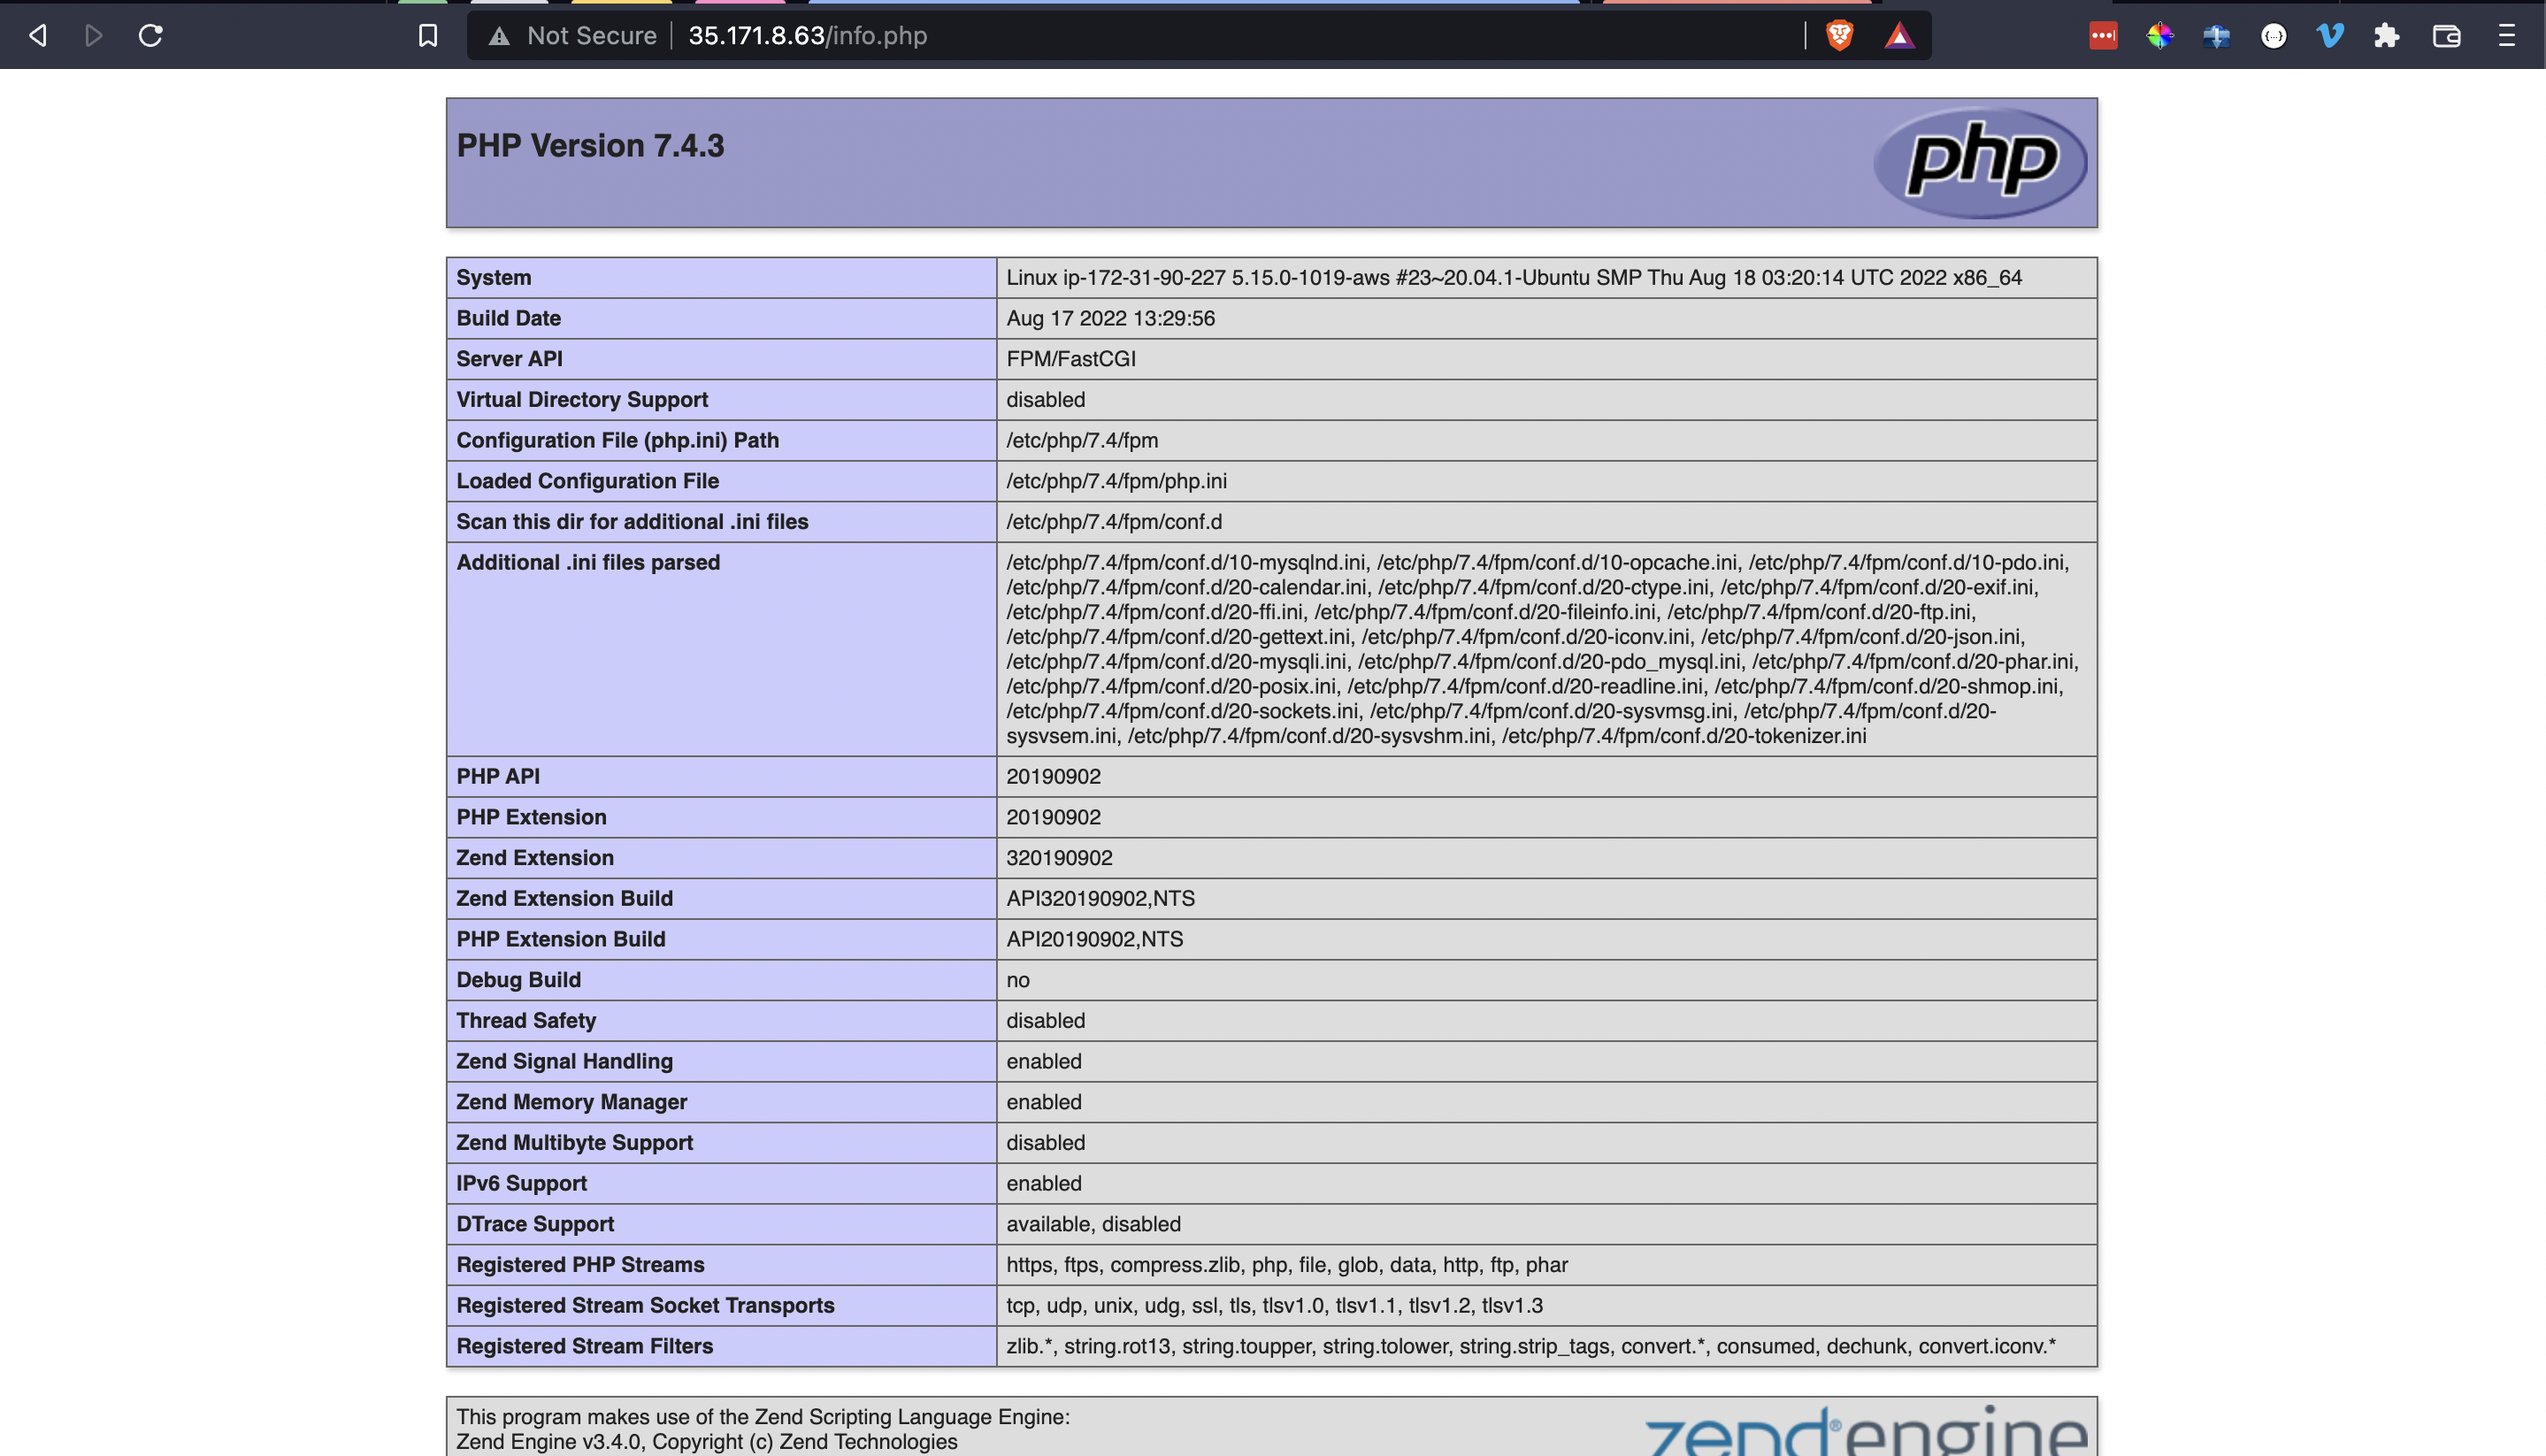 Not Secure 35.171.8.63/info.php
PHP Version 7.4.3
php
System Linux ip-172-31-90-227 5.15.0-1019-aws #23~20.04.1-Ubuntu SMP Thu Aug 18 03:20:14 UTC 2022 x86_64
Build Date Aug 17 2022 13:29:56
Server API FPM/FastCGI
Virtual Directory Support disabled
Configuration File (php.ini) Path /etc/php/7.4/fpm
Loaded Configuration File /etc/php/7.4/fpm/php.ini
Scan this dir for additional .ini files /etc/php/7.4/fpm/conf.d
Additional .ini files parsed /etc/php/7.4/fpm/conf.d/10-mysqlnd.ini, /etc/php/7.4/fpm/conf.d/10-opcache.ini, /etc/php/7.4/fpm/conf.d/10-pdo.ini,
/etc/php/7.4/fpm/conf.d/20-calendar.ini, /etc/php/7.4/fpm/conf.d/20-ctype.ini, /etc/php/7.4/fpm/conf.d/20-exif.ini,
/etc/php/7.4/fpm/conf.d/20-ffi.ini, /etc/php/7.4/fpm/conf.d/20-fileinfo.ini, /etc/php/7.4/fpm/conf.d/20-ftp.ini,
/etc/php/7.4/fpm/conf.d/20-gettext.ini, /etc/php/7.4/fpm/conf.d/20-iconv.ini, /etc/php/7.4/fpm/conf.d/20-json.ini,
/etc/php/7.4/fpm/conf.d/20-mysqli.ini, /etc/php/7.4/fpm/conf.d/20-pdo_mysql.ini, /etc/php/7.4/fpm/conf.d/20-phar.ini,
/etc/php/7.4/fpm/conf.d/20-posix.ini, /etc/php/7.4/fpm/conf.d/20-readline.ini, /etc/php/7.4/fpm/conf.d/20-shmop.ini,
/etc/php/7.4/fpm/conf.d/20-sockets.ini, /etc/php/7.4/fpm/conf.d/20-sysvmsg.ini, /etc/php/7.4/fpm/conf.d/20-
sysvsem.ini, /etc/php/7.4/fpm/conf.d/20-sysvshm.ini, /etc/php/7.4/fpm/conf.d/20-tokenizer.ini
PHP API 20190902
PHP Extension 20190902
Zend Extension 320190902
Zend Extension Build API320190902,NTS
PHP Extension Build API20190902,NTS
Debug Build no
Thread Safety disabled
Zend Signal Handling enabled
Zend Memory Manager enabled
Zend Multibyte Support disabled
IPv6 Support enabled
DTrace Support available, disabled
Registered PHP Streams https, ftps, compress.zlib, php, file, glob, data, http, ftp, phar
Registered Stream Socket Transports tcp, udp, unix, udg, ssl, tls, tlsv1.0, tlsv1.1, tlsv1.2, tlsv1.3
Registered Stream Filters zlib.*, string.rot13, string.toupper, string.tolower, string.strip_tags, convert.*, consumed, dechunk, convert.iconv.*
This program makes use of the Zend Scripting Language Engine:
Zend Engine v3.4.0, Copyright (c) Zend Technologies
zend® engine